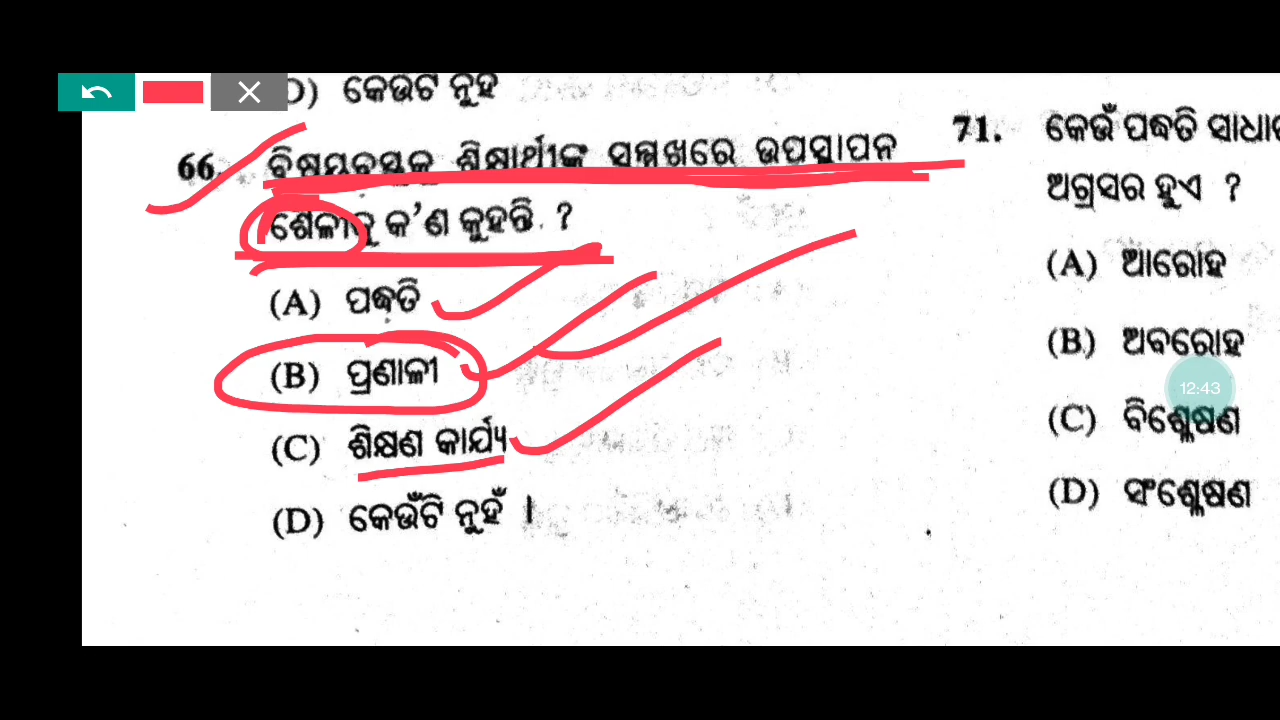 D) କେଉଟି ନୁହଁ
66. ବିଷୟବସ୍ତୁକୁ ଶିକ୍ଷାର୍ଥୀଙ୍କ ସମ୍ମୁଖରେ ଉପସ୍ଥାପନ
ଶୈଳୀକୁ କ'ଣ କୁହନ୍ତି ?
(A) ପଦ୍ଧତି
(B) ପ୍ରଣାଳୀ
(C) ଶିକ୍ଷଣ କାର୍ଯ୍ୟ
(D) କେଉଁଟି ନୁହଁ ।
71. କେଉଁ ପଦ୍ଧତି
ଅଗ୍ରସର ହୁଏ ?
(A) ଆରୋହ
(B) ଅବରୋହ
(C) ବିଶ୍ଳେଷଣ
(D) ସଂଶ୍ଳେଷଣ
12:43